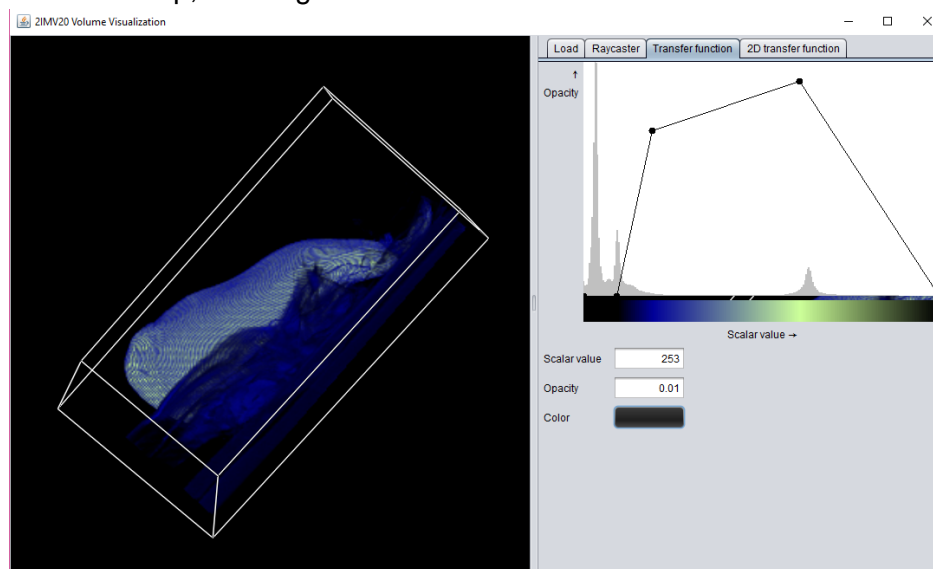 2IMV20 Volume Visualization
Load Raycaster Transfer function 2D transfer function
↑
Opacity
Scalar value →
Scalar value 253
Opacity 0.01
Color